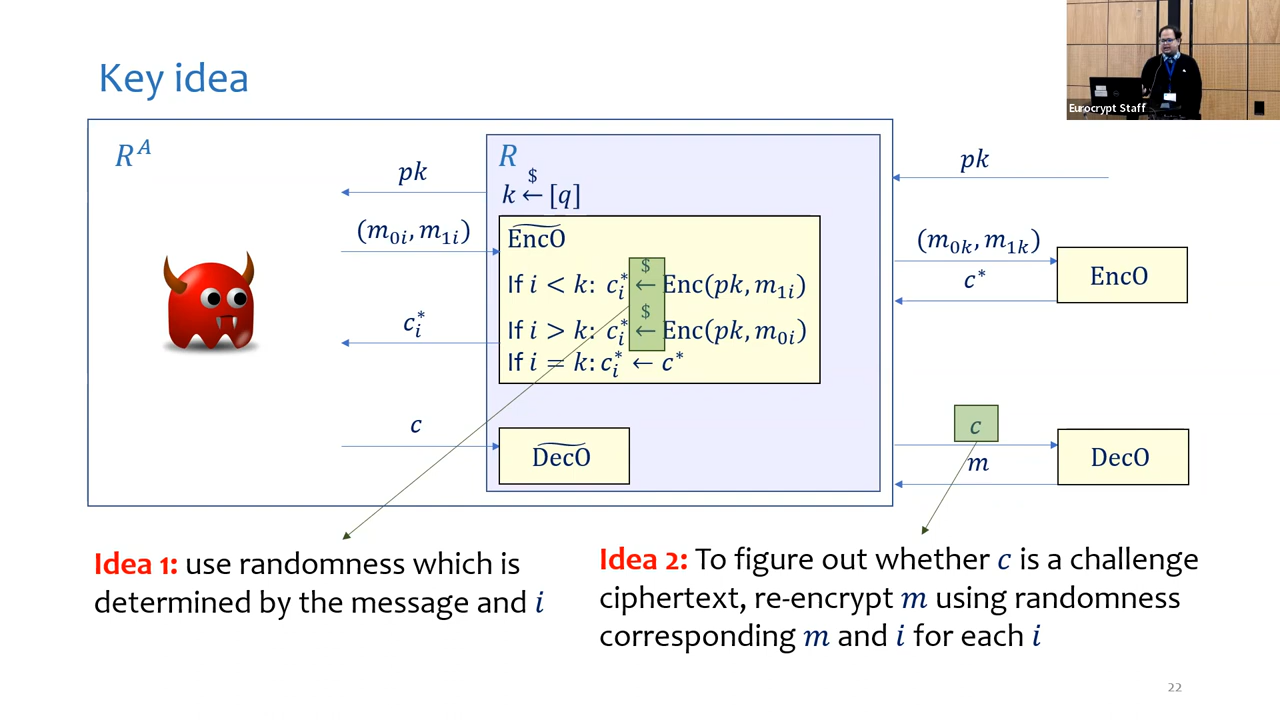 Eurocrypt Staff
Key idea
R^A
R
pk
pk
k $← [q]
(m_{0i}, m_{1i})
EncÕ
If i < k: c_i^* $← Enc(pk, m_{1i})
If i > k: c_i^* $← Enc(pk, m_{0i})
If i = k: c_i^* ← c^*
c_i^*
(m_{0k}, m_{1k})
c^*
EncO
c
DecÕ
c
m
DecO
Idea 1: use randomness which is
determined by the message and i
Idea 2: To figure out whether c is a challenge
ciphertext, re-encrypt m using randomness
corresponding m and i for each i
22